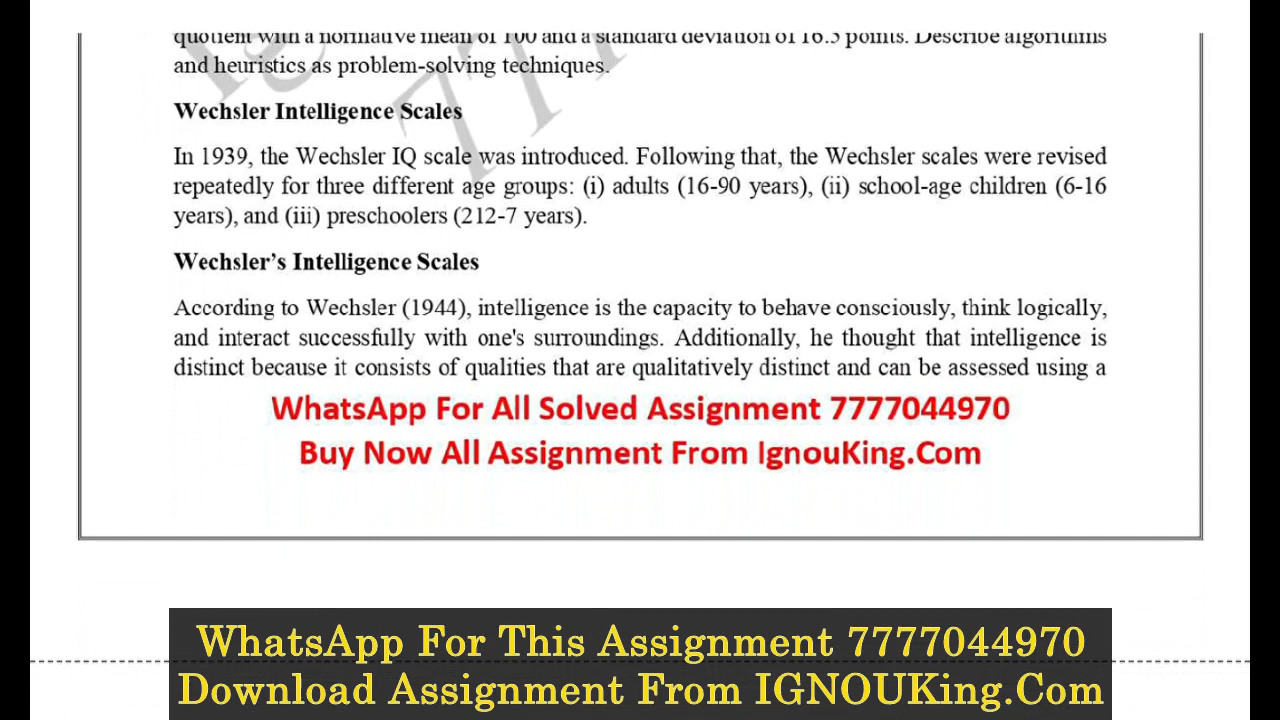 quotient with a normative mean of 100 and a standard deviation of 16.5 points. Describe algorithms
and heuristics as problem-solving techniques.
Wechsler Intelligence Scales
In 1939, the Wechsler IQ scale was introduced. Following that, the Wechsler scales were revised
repeatedly for three different age groups: (i) adults (16-90 years), (ii) school-age children (6-16
years), and (iii) preschoolers (212-7 years).
Wechsler’s Intelligence Scales
According to Wechsler (1944), intelligence is the capacity to behave consciously, think logically,
and interact successfully with one's surroundings. Additionally, he thought that intelligence is
distinct because it consists of qualities that are qualitatively distinct and can be assessed using a
WhatsApp For All Solved Assignment 7777044970
Buy Now All Assignment From IgnouKing.Com
WhatsApp For This Assignment 7777044970
Download Assignment From IGNOUKing.Com